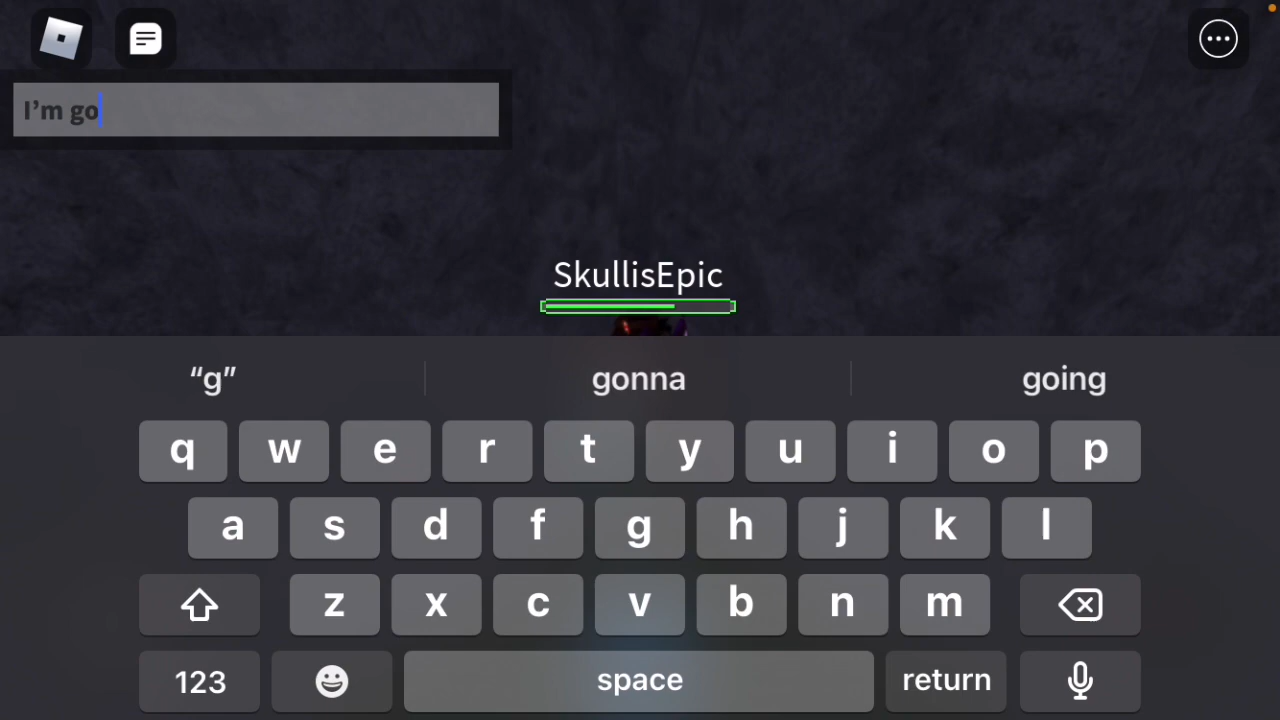 I’m go
SkullisEpic
“g” gonna going
q w e r t y u i o p
a s d f g h j k l
z x c v b n m
123 space return